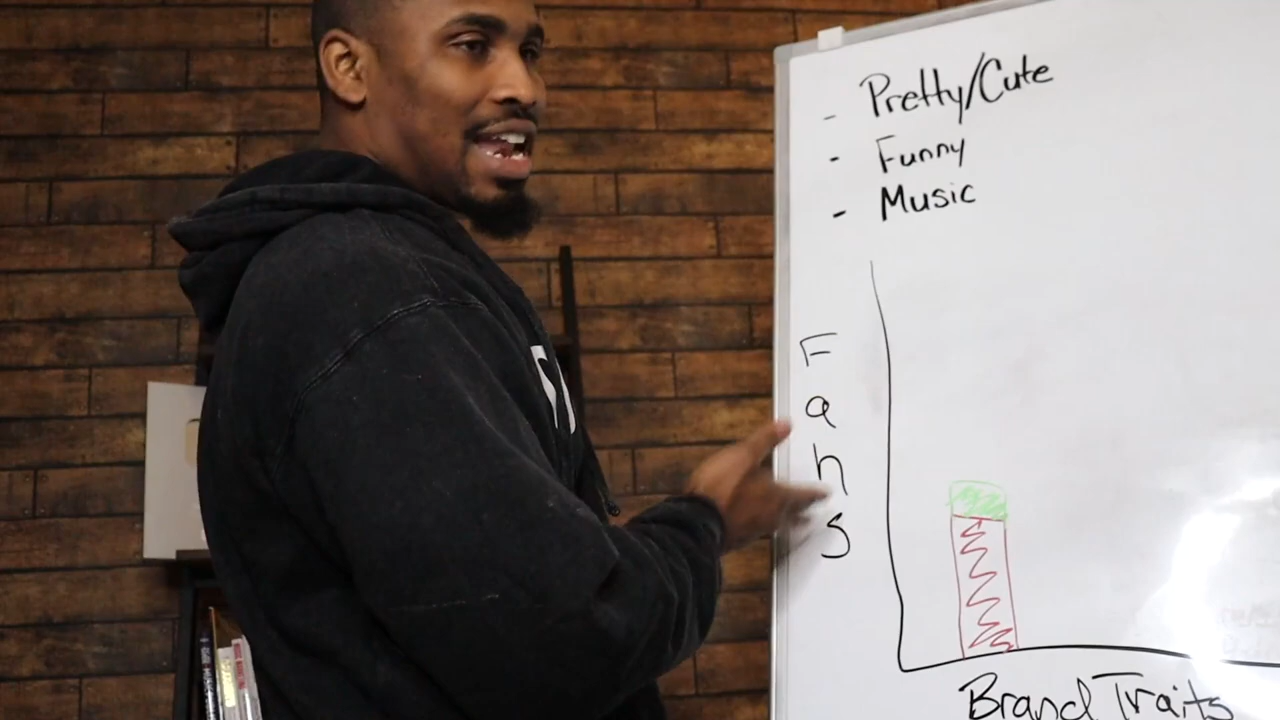 - Pretty/Cute
- Funny
- Music
Fans
Brand Traits